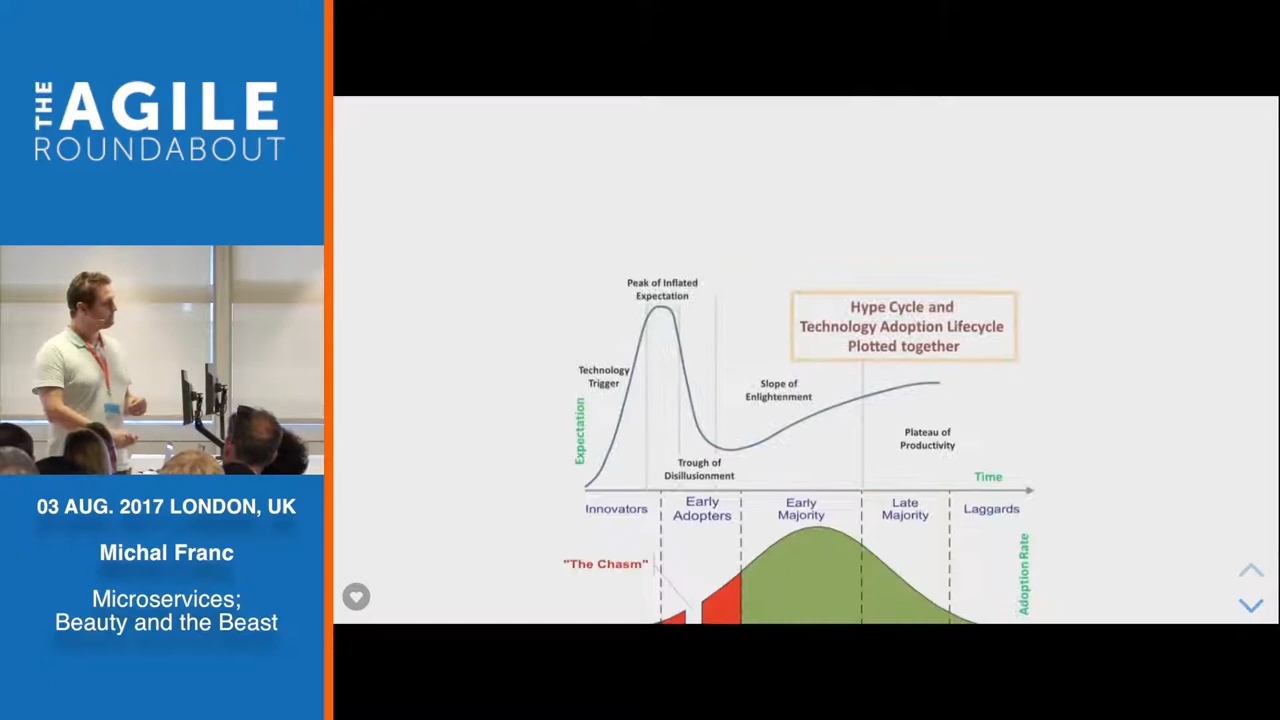 THE AGILE
ROUNDABOUT
03 AUG. 2017 LONDON, UK
Michal Franc
Microservices;
Beauty and the Beast
Peak of Inflated
Expectation
Hype Cycle and
Technology Adoption Lifecycle
Plotted together
Technology
Trigger
Slope of
Enlightenment
Expectation
Plateau of
Productivity
Trough of
Disillusionment
Time
Innovators
Early
Adopters
Early
Majority
Late
Majority
Laggards
"The Chasm"
Adoption Rate